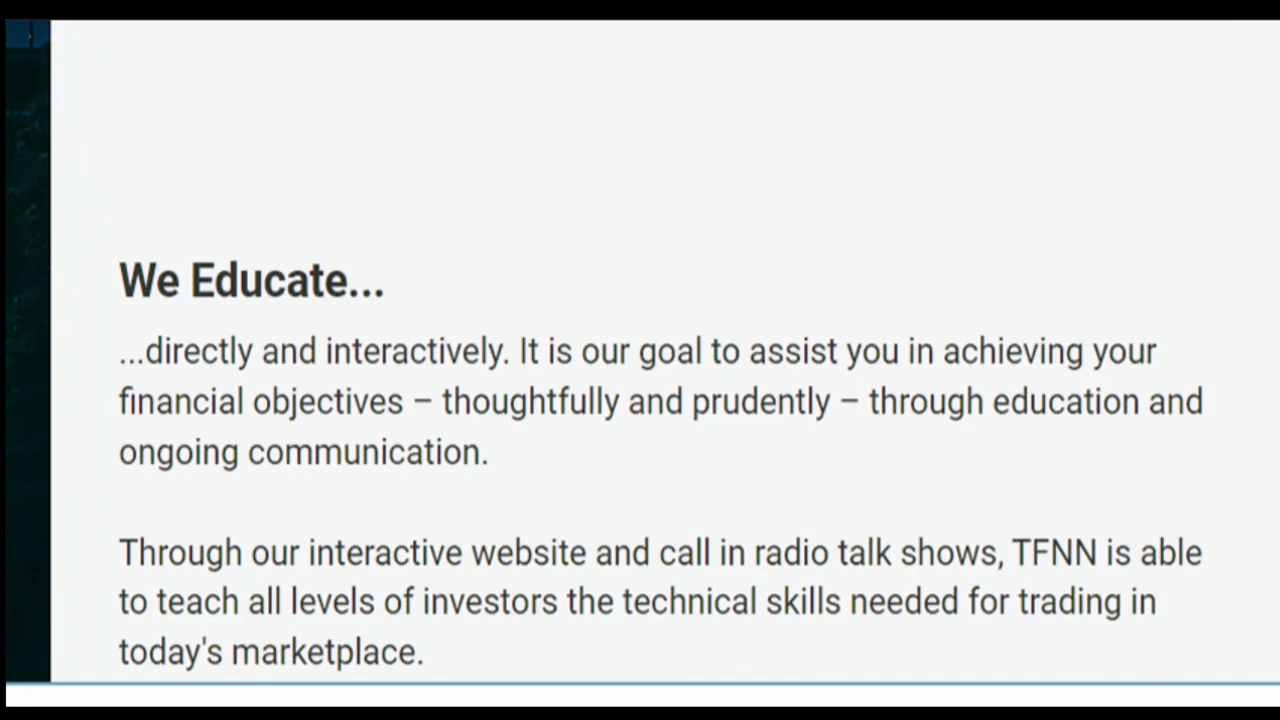 We Educate...
...directly and interactively. It is our goal to assist you in achieving your
financial objectives – thoughtfully and prudently – through education and
ongoing communication.
Through our interactive website and call in radio talk shows, TFNN is able
to teach all levels of investors the technical skills needed for trading in
today's marketplace.